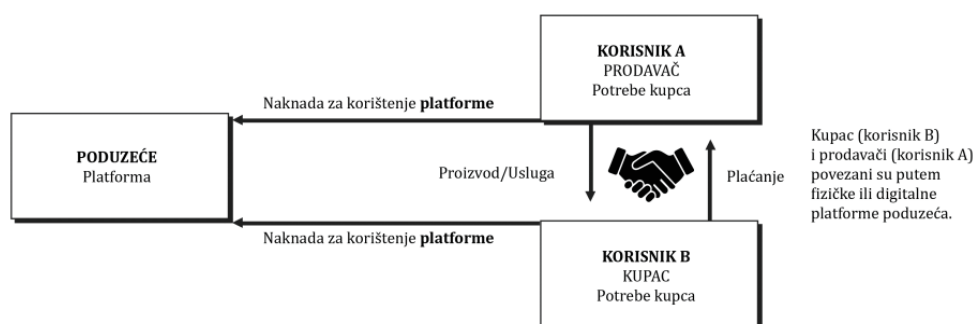 KORISNIK A
PRODAVAČ
Potrebe kupca
Naknada za korištenje platforme
PODUZEĆE
Platforma
Proizvod/Usluga
Plaćanje
Kupac (korisnik B)
i prodavači (korisnik A)
povezani su putem
fizičke ili digitalne
platforme poduzeća.
Naknada za korištenje platforme
KORISNIK B
KUPAC
Potrebe kupca